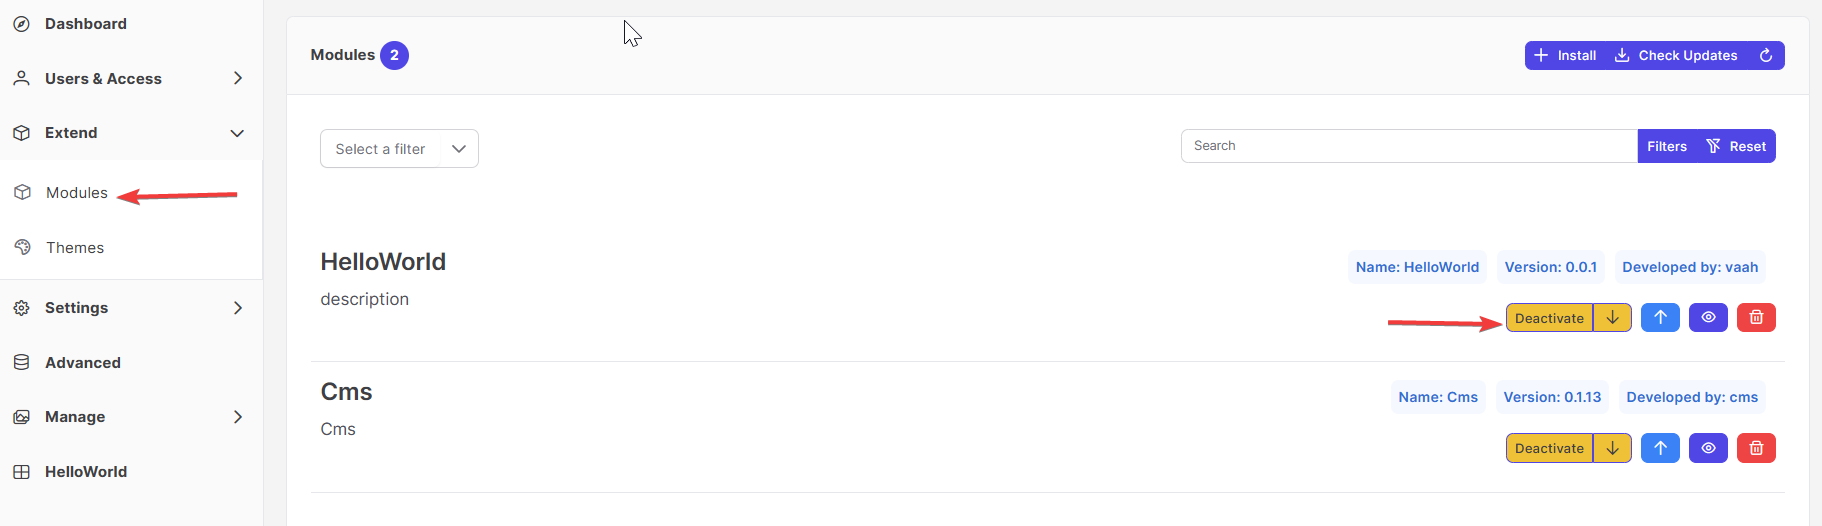 Dashboard
Users & Access
Extend
Modules
Themes
Settings
Advanced
Manage
HelloWorld
Modules 2
Install Check Updates
Select a filter
Search
Filters Reset
HelloWorld
description
Name: HelloWorld Version: 0.0.1 Developed by: vaah
Deactivate
Cms
Cms
Name: Cms Version: 0.1.13 Developed by: cms
Deactivate